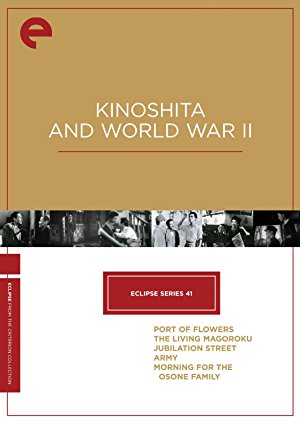 e
KINOSHITA
AND WORLD WAR II
ECLIPSE SERIES 41
ECLIPSE FROM THE CRITERION COLLECTION
PORT OF FLOWERS
THE LIVING MAGOROKU
JUBILATION STREET
ARMY
MORNING FOR THE
OSONE FAMILY